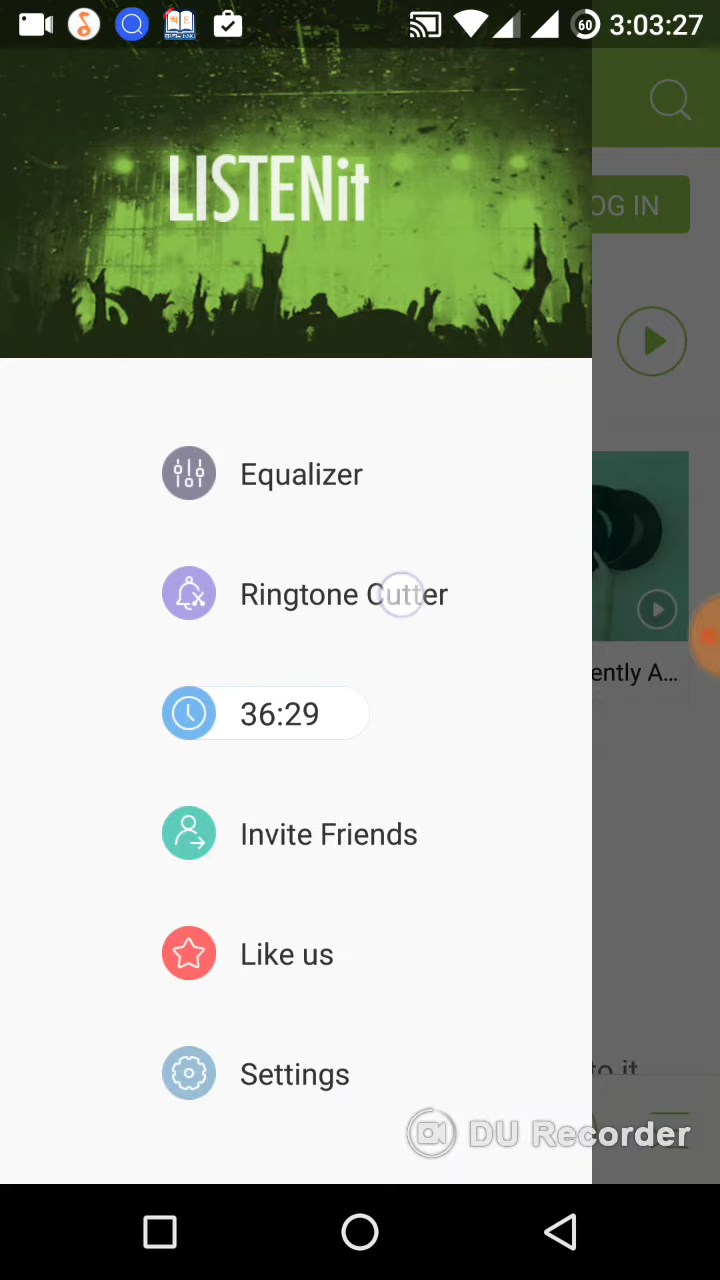 60 3:03:27
LISTENit
OG IN
Equalizer
Ringtone Cutter
ently A...
36:29
Invite Friends
Like us
Settings
to it
DU Recorder